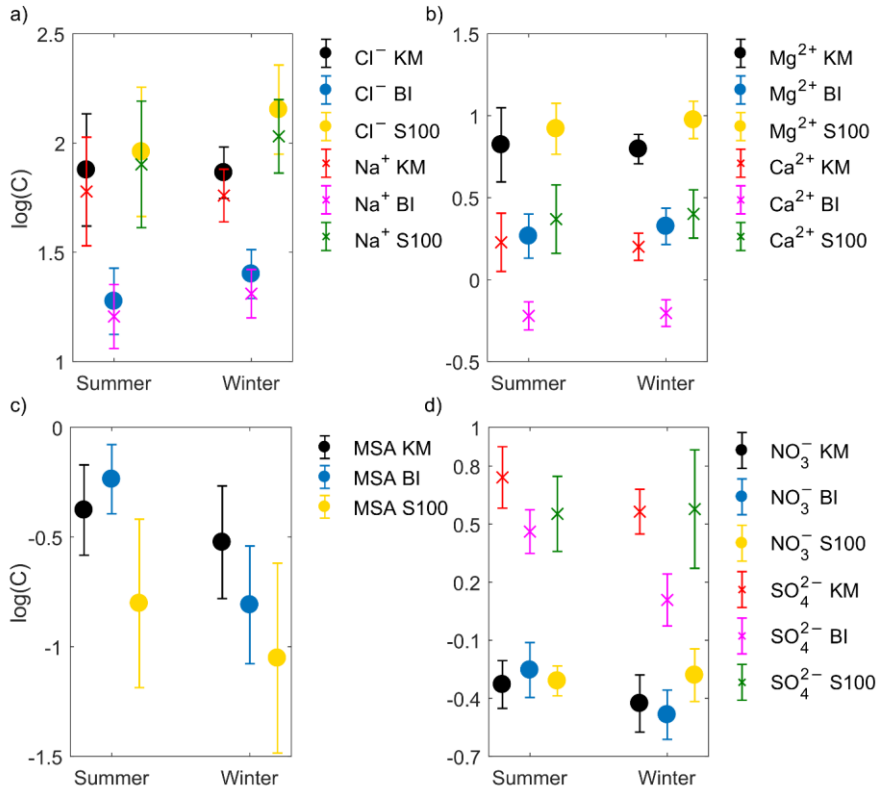 a)
2.5
2
1.5
1
log(C)
Summer
Winter
Cl⁻ KM
Cl⁻ BI
Cl⁻ S100
Na⁺ KM
Na⁺ BI
Na⁺ S100
b)
1.5
1
0.5
0
-0.5
Summer
Winter
Mg²⁺ KM
Mg²⁺ BI
Mg²⁺ S100
Ca²⁺ KM
Ca²⁺ BI
Ca²⁺ S100
c)
0
-0.5
-1
-1.5
log(C)
Summer
Winter
MSA KM
MSA BI
MSA S100
d)
1
0.8
0.5
0.2
-0.1
-0.4
-0.7
Summer
Winter
NO₃⁻ KM
NO₃⁻ BI
NO₃⁻ S100
SO₄²⁻ KM
SO₄²⁻ BI
SO₄²⁻ S100